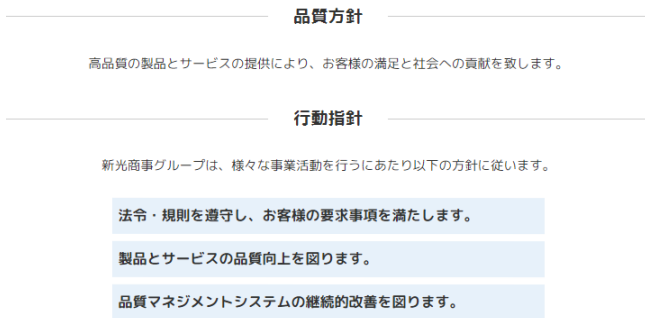 品質方針
高品質の製品とサービスの提供により、お客様の満足と社会への貢献を致します。
行動指針
新光商事グループは、様々な事業活動を行うにあたり以下の方針に従います。
法令・規則を遵守し、お客様の要求事項を満たします。
製品とサービスの品質向上を図ります。
品質マネジメントシステムの継続的改善を図ります。